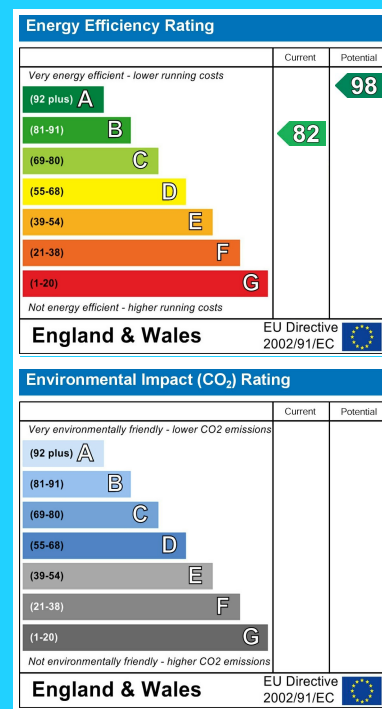 Energy Efficiency Rating
Current Potential
Very energy efficient - lower running costs
(92 plus) A
98
(81-91) B
82
(69-80) C
(55-68) D
(39-54) E
(21-38) F
(1-20) G
Not energy efficient - higher running costs
England & Wales
EU Directive
2002/91/EC
Environmental Impact (CO₂) Rating
Current Potential
Very environmentally friendly - lower CO2 emissions
(92 plus) A
(81-91) B
(69-80) C
(55-68) D
(39-54) E
(21-38) F
(1-20) G
Not environmentally friendly - higher CO2 emissions
England & Wales
EU Directive
2002/91/EC